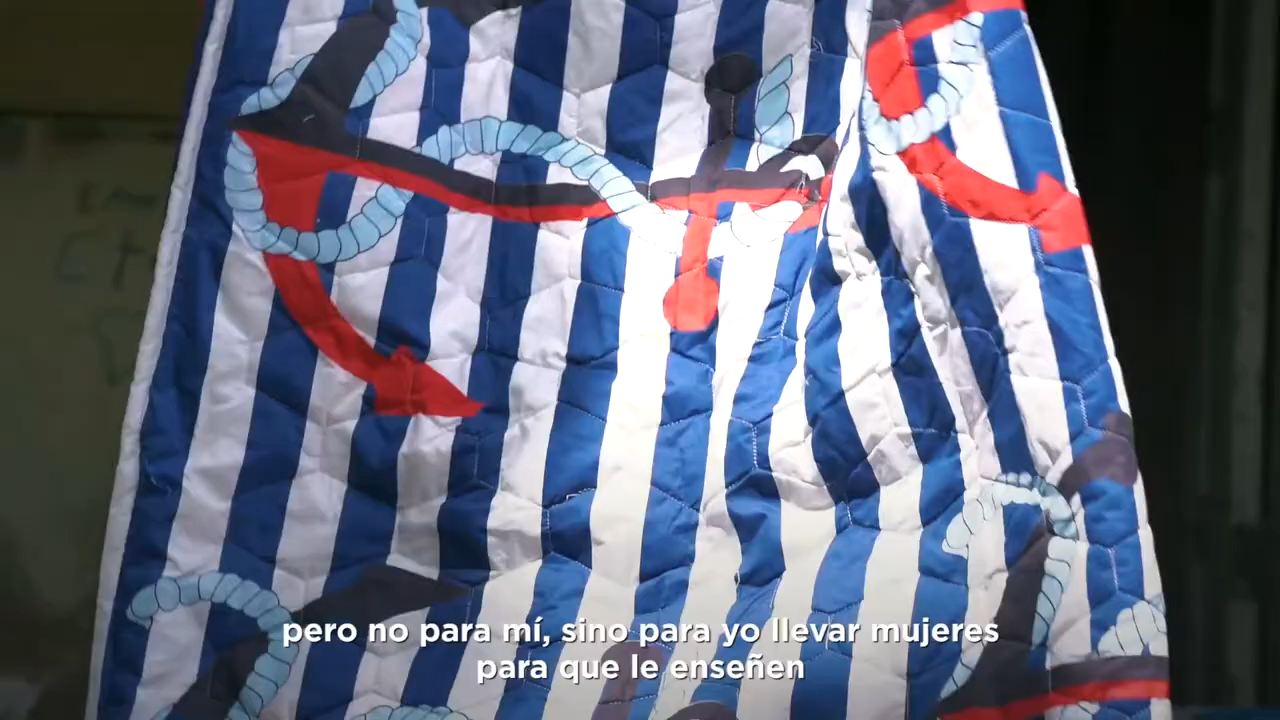 pero no para mí, sino para yo llevar mujeres
para que le enseñen